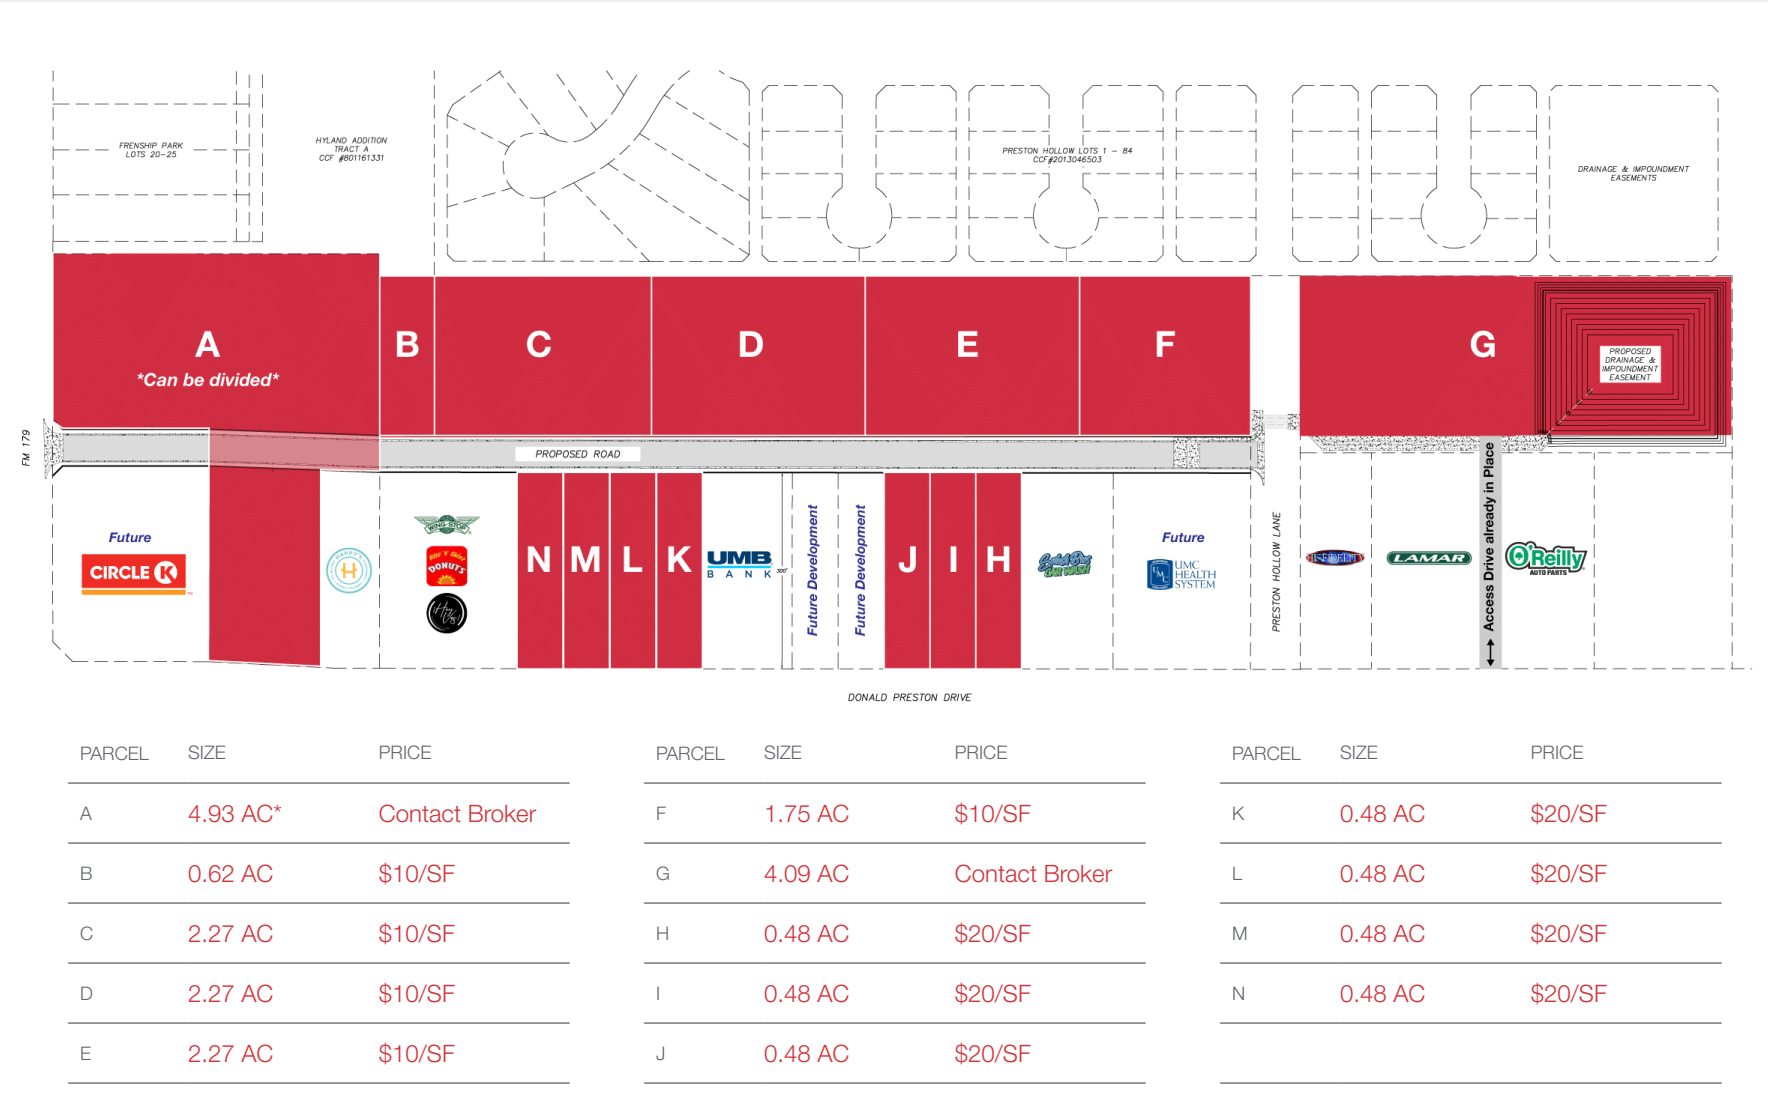 FRENSHIP PARK
LOTS 20-25
HYLAND ADDITION
TRACT A
CCF #801161331
PRESTON HOLLOW LOTS 1 - 84
CCF#2013046503
DRAINAGE & IMPOUNDMENT
EASEMENTS
A
*Can be divided*
B
C
D
E
F
G
PROPOSED
DRAINAGE &
IMPOUNDMENT
EASEMENT
FM 179
PROPOSED ROAD
Future
CIRCLE K
H
WING-STOP
DONUTS
N
M
L
K
UMB
BANK
300'
Future Development
Future Development
J
I
H
CAR WASH
Future
UMC
UMC
HEALTH
SYSTEM
PRESTON HOLLOW LANE
LAMAR
Access Drive already in Place
O'Reilly
AUTO PARTS
DONALD PRESTON DRIVE
PARCEL SIZE PRICE
A 4.93 AC* Contact Broker
B 0.62 AC $10/SF
C 2.27 AC $10/SF
D 2.27 AC $10/SF
E 2.27 AC $10/SF
PARCEL SIZE PRICE
F 1.75 AC $10/SF
G 4.09 AC Contact Broker
H 0.48 AC $20/SF
I 0.48 AC $20/SF
J 0.48 AC $20/SF
PARCEL SIZE PRICE
K 0.48 AC $20/SF
L 0.48 AC $20/SF
M 0.48 AC $20/SF
N 0.48 AC $20/SF